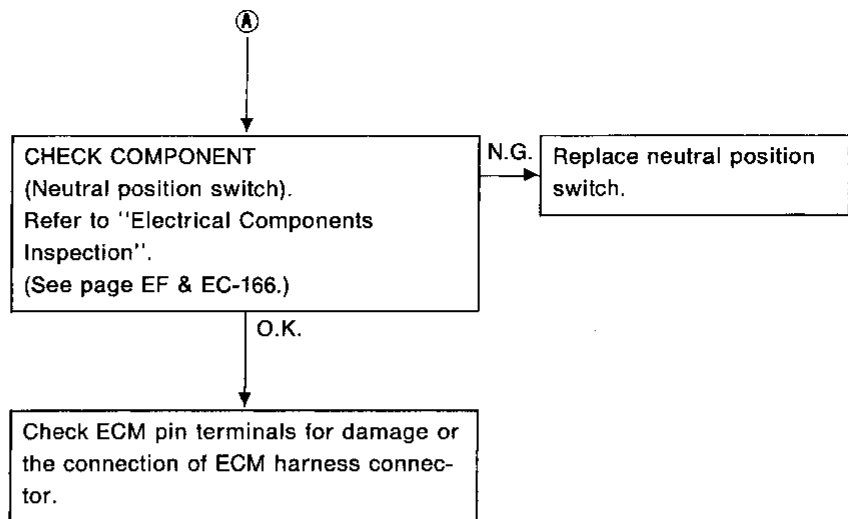 A
CHECK COMPONENT
(Neutral position switch).
Refer to "Electrical Components
Inspection".
(See page EF & EC-166.)
N.G.
Replace neutral position
switch.
O.K.
Check ECM pin terminals for damage or
the connection of ECM harness connec-
tor.